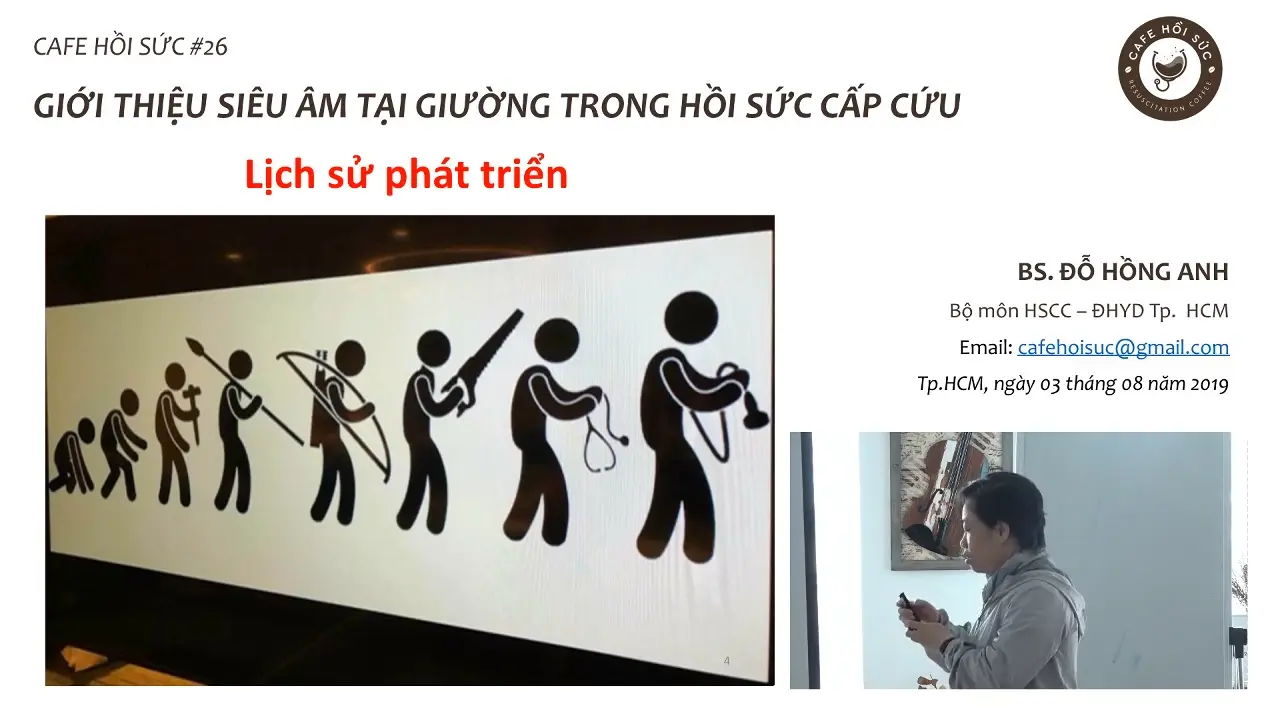 CAFE HỒI SỨC #26
GIỚI THIỆU SIÊU ÂM TẠI GIƯỜNG TRONG HỒI SỨC CẤP CỨU
Lịch sử phát triển
CAFE HỒI SỨC
RESUSCITATION COFFEE
BS. ĐỖ HỒNG ANH
Bộ môn HSCC – ĐHYD Tp. HCM
Email: cafehoisuc@gmail.com
Tp.HCM, ngày 03 tháng 08 năm 2019
4